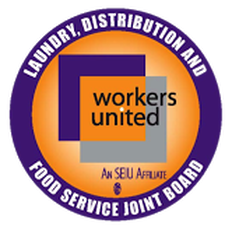 LAUNDRY, DISTRIBUTION AND
workers
united
AN SEIU AFFILIATE
FOOD SERVICE JOINT BOARD